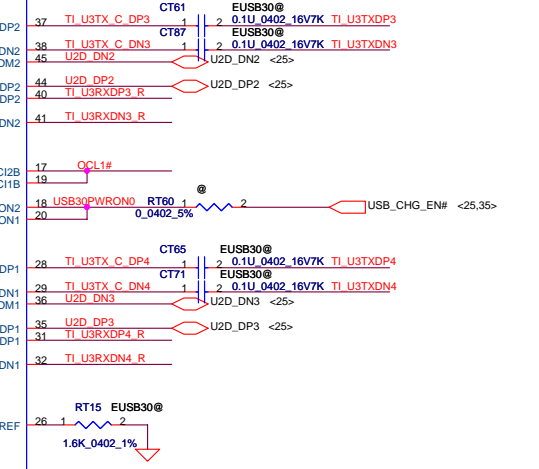 CT61 EUSB30@
DP2 37 TI_U3TX_C_DP3 1 2 0.1U_0402_16V7K TI_U3TXDP3
CT87 EUSB30@
DN2 38 TI_U3TX_C_DN3 1 2 0.1U_0402_16V7K TI_U3TXDN3
DM2 45 U2D_DN2 U2D_DN2 <25>
DP2 44 U2D_DP2 U2D_DP2 <25>
DP2 40 TI_U3RXDP3_R
DN2 41 TI_U3RXDN3_R
CI2B 17 OCL1#
CI1B 19
@
ON2 18 USB30PWRON0 RT60 1 2 USB_CHG_EN# <25,35>
ON1 20 0_0402_5%
CT65 EUSB30@
DP1 28 TI_U3TX_C_DP4 1 2 0.1U_0402_16V7K TI_U3TXDP4
CT71 EUSB30@
DN1 29 TI_U3TX_C_DN4 1 2 0.1U_0402_16V7K TI_U3TXDN4
DM1 36 U2D_DN3 U2D_DN3 <25>
DP1 35 U2D_DP3 U2D_DP3 <25>
DP1 31 TI_U3RXDP4_R
DN1 32 TI_U3RXDN4_R
RT15 EUSB30@
REF 26 1 2
1.6K_0402_1%